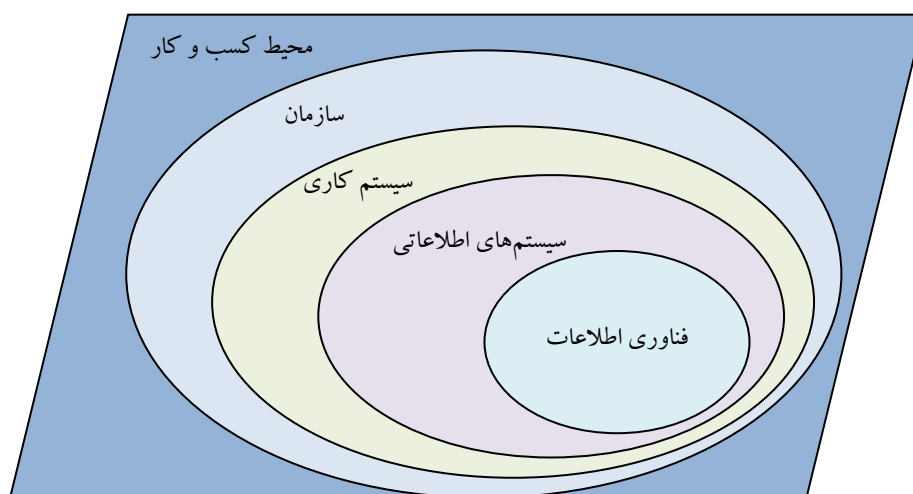 محیط کسب و کار
سازمان
سیستم کاری
سیستم‌های اطلاعاتی
فناوری اطلاعات